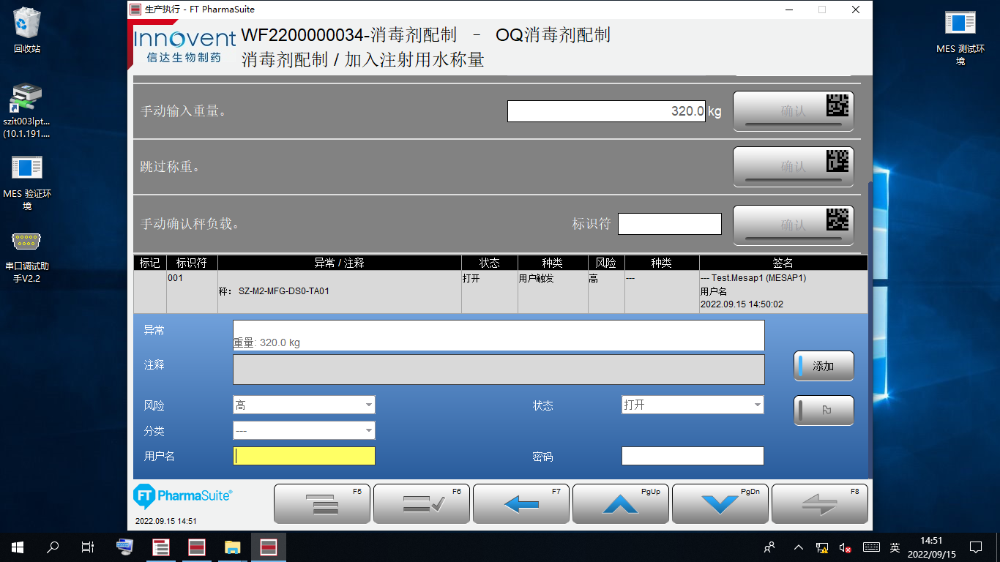 回收站
szit003lpt...
(10.1.191....
MES 验证环
境
串口调试助
手V2.2
MES 测试环
境
生产执行 - FT PharmaSuite
Innovent
信达生物制药
WF2200000034-消毒剂配制 - OQ消毒剂配制
消毒剂配制 / 加入注射用水称量
手动输入重量。 320.0 kg 确认
跳过称重。 确认
手动确认秤负载。 标识符 确认
标记 标识符 异常 / 注释 状态 种类 风险 种类 签名
001 打开 用户触发 高 --- --- Test.Mesap1 (MESAP1)
秤: SZ-M2-MFG-DS0-TA01 用户名
2022.09.15 14:50:02
异常
重量: 320.0 kg
注释
添加
风险 高 状态 打开
分类 ---
用户名 密码
FT PharmaSuite®
2022.09.15 14:51
F5 F6 F7 PgUp PgDn F8
英
14:51
2022/09/15